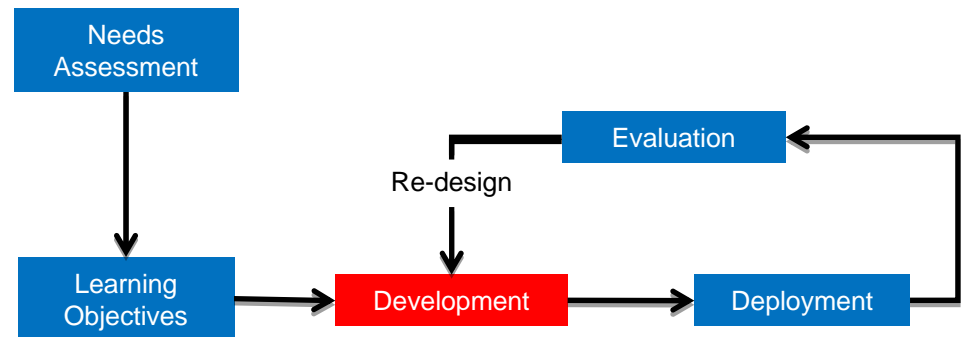 Needs
Assessment
Evaluation
Re-design
Learning
Objectives
Development
Deployment